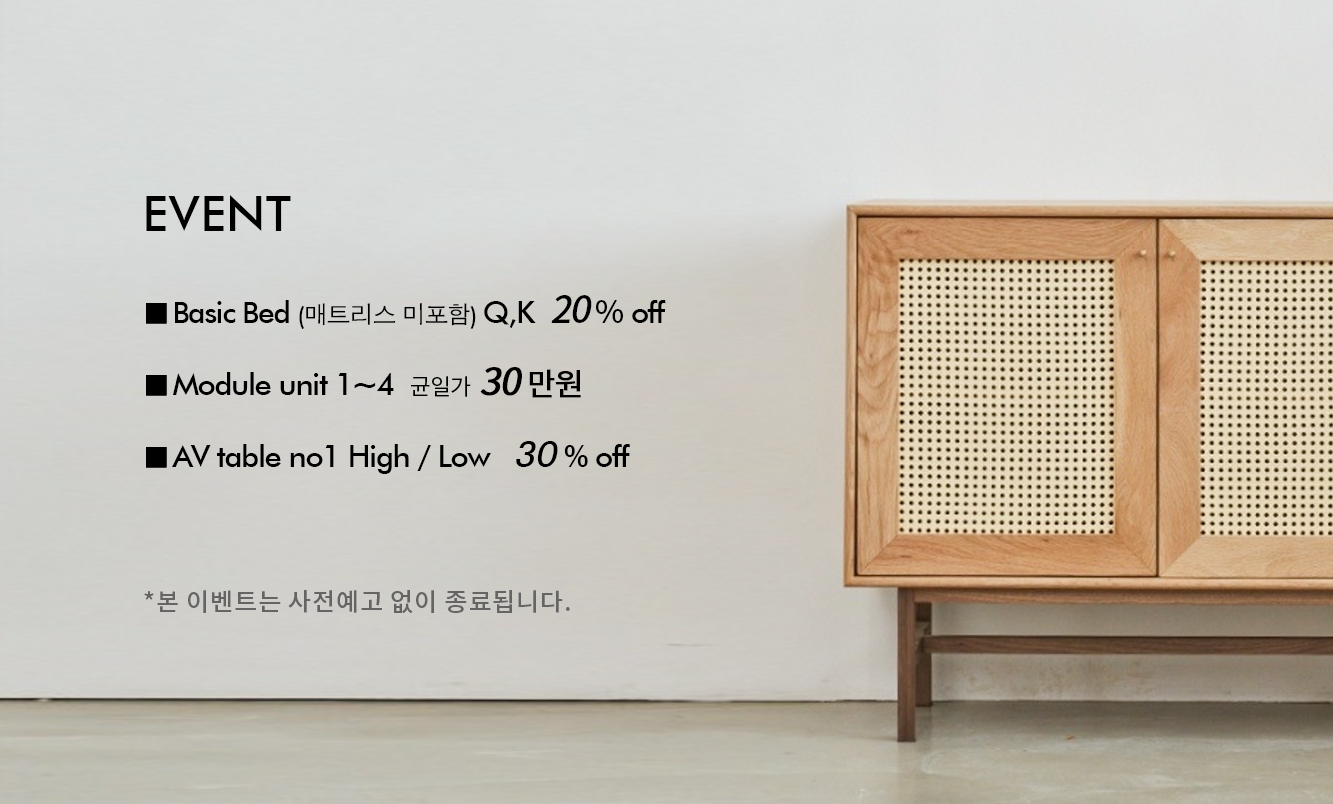 EVENT
■ Basic Bed (매트리스 미포함) Q,K 20% off
■ Module unit 1~4 균일가 30만원
■ AV table no1 High / Low 30% off
*본 이벤트는 사전예고 없이 종료됩니다.